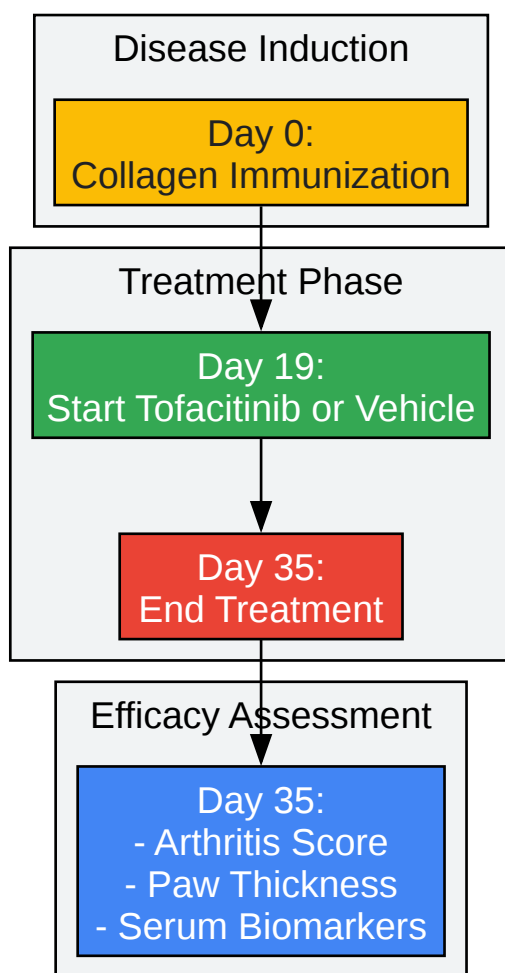 Disease Induction
Day 0:
Collagen Immunization
Treatment Phase
Day 19:
Start Tofacitinib or Vehicle
Day 35:
End Treatment
Efficacy Assessment
Day 35:
- Arthritis Score
- Paw Thickness
- Serum Biomarkers